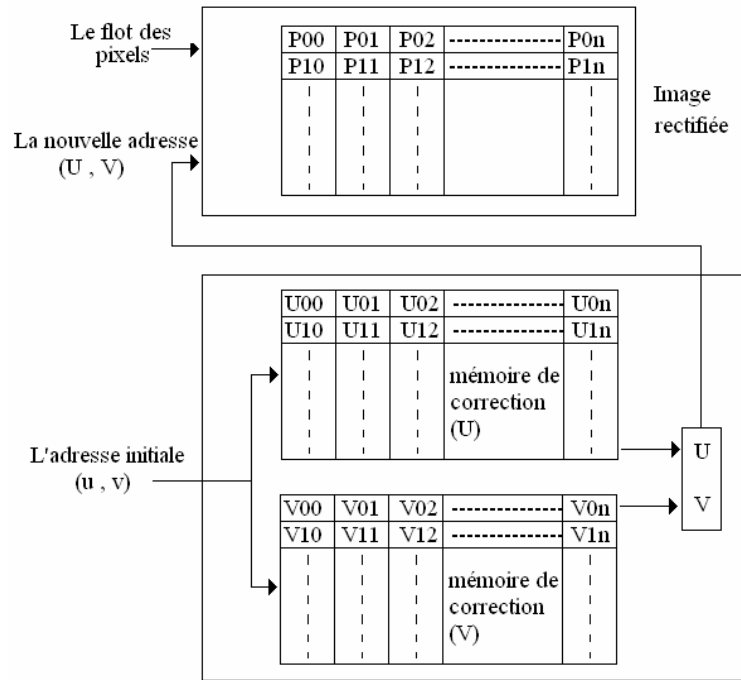 Le flot des
pixels
P00 P01 P02 P0n
P10 P11 P12 P1n
Image
rectifiée
La nouvelle adresse
(U , V)
U00 U01 U02 U0n
U10 U11 U12 U1n
mémoire de
correction
(U)
L'adresse initiale
(u , v)
U
V
V00 V01 V02 V0n
V10 V11 V12 V1n
mémoire de
correction
(V)